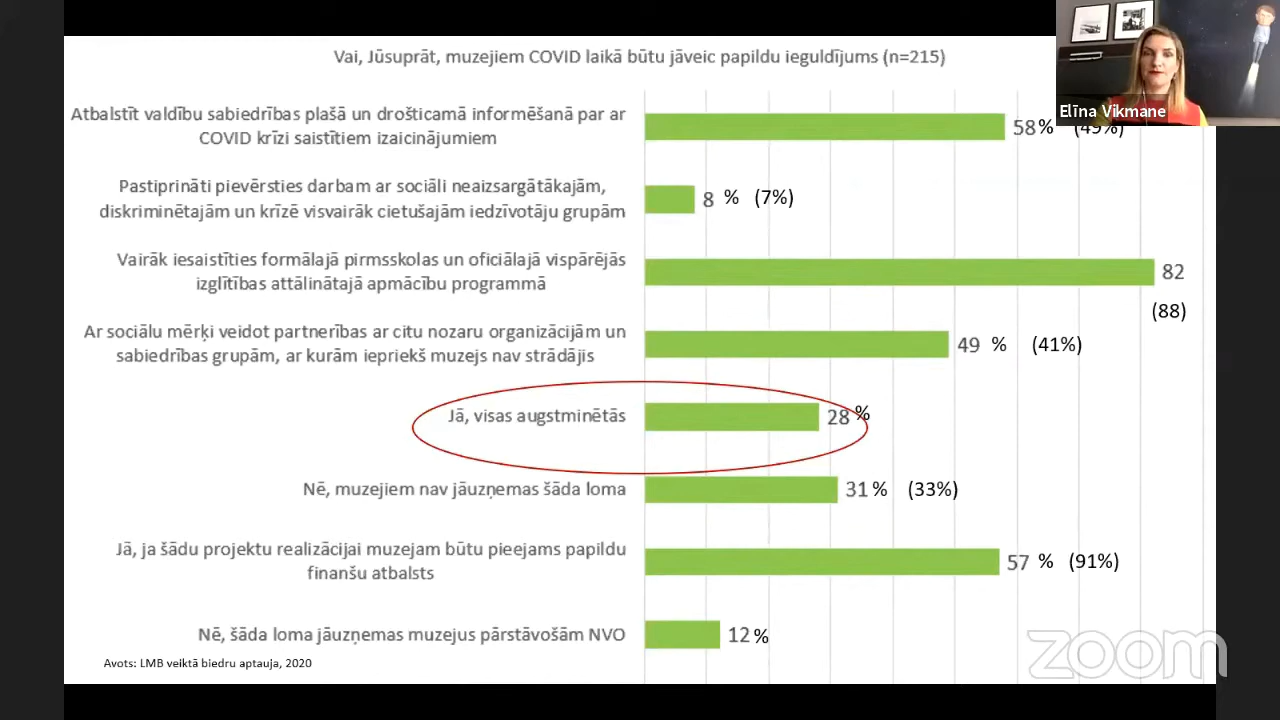 Vai, Jūsuprāt, muzejiem COVID laikā būtu jāveic papildu ieguldījums (n=215)
Elīna Vikmane
Atbalstīt valdību sabiedrības plašā un drošticamā informēšanā par ar
COVID krīzi saistītiem izaicinājumiem
58% (49%)
Pastiprināti pievērsties darbam ar sociāli neaizsargātākajām,
diskriminētajām un krīzē visvairāk cietušajām iedzīvotāju grupām
8 % (7%)
Vairāk iesaistīties formālajā pirmsskolas un oficiālajā vispārējās
izglītības attālinātajā apmācību programmā
82
(88)
Ar sociālu mērķi veidot partnerības ar citu nozaru organizācijām un
sabiedrības grupām, ar kurām iepriekš muzejs nav strādājis
49 % (41%)
Jā, visas augstminētās
28 %
Nē, muzejiem nav jāuzņemas šāda loma
31 % (33%)
Jā, ja šādu projektu realizācijai muzejam būtu pieejams papildu
finanšu atbalsts
57 % (91%)
Nē, šāda loma jāuzņemas muzejus pārstāvošām NVO
12 %
Avots: LMB veiktā biedru aptauja, 2020
zoom